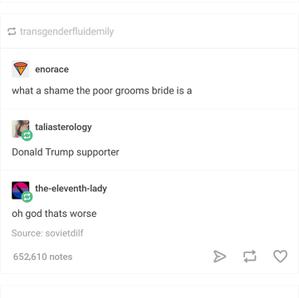 transgenderfluidemily
enorace
what a shame the poor grooms bride is a
taliasterology
Donald Trump supporter
the-eleventh-lady
oh god thats worse
Source: sovietdilf
652,610 notes